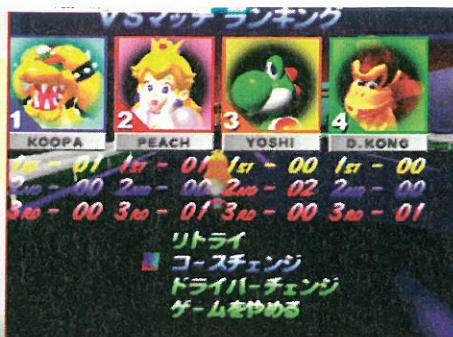 VSマッチ ランキング
1 2 3 4
KOOPA PEACH YOSHI D.KONG
1ST - 01 1ST - 01 1ST - 00 1ST - 00
2ND - 00 2ND - 00 2ND - 02 2ND - 00
3RD - 00 3RD - 01 3RD - 00 3RD - 01
リトライ
コースチェンジ
ドライバーチェンジ
ゲームをやめる